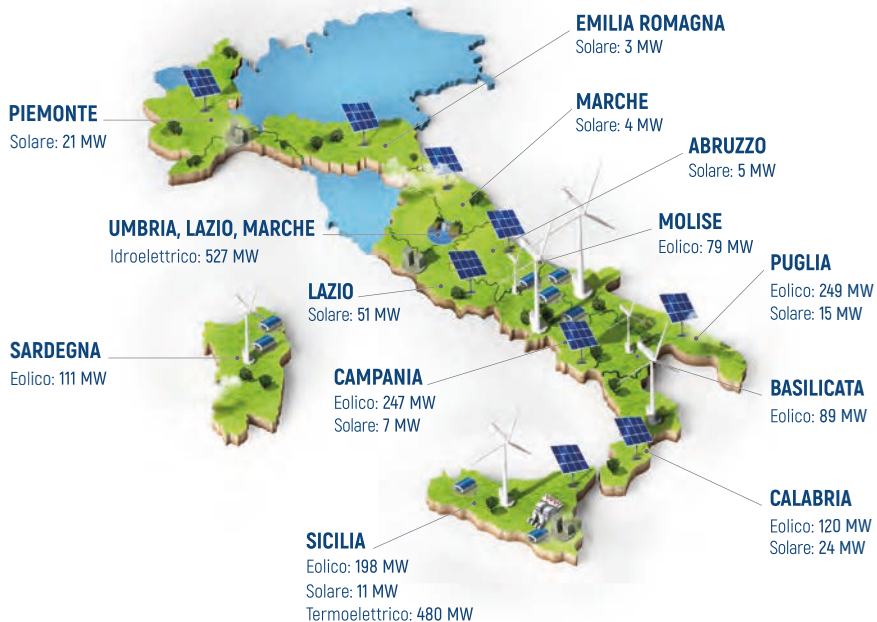 EMILIA ROMAGNA
Solare: 3 MW
PIEMONTE
Solare: 21 MW
MARCHE
Solare: 4 MW
ABRUZZO
Solare: 5 MW
UMBRIA, LAZIO, MARCHE
Idroelettrico: 527 MW
MOLISE
Eolico: 79 MW
PUGLIA
Eolico: 249 MW
Solare: 15 MW
LAZIO
Solare: 51 MW
SARDEGNA
Eolico: 111 MW
CAMPANIA
Eolico: 247 MW
Solare: 7 MW
BASILICATA
Eolico: 89 MW
CALABRIA
Eolico: 120 MW
Solare: 24 MW
SICILIA
Eolico: 198 MW
Solare: 11 MW
Termoelettrico: 480 MW